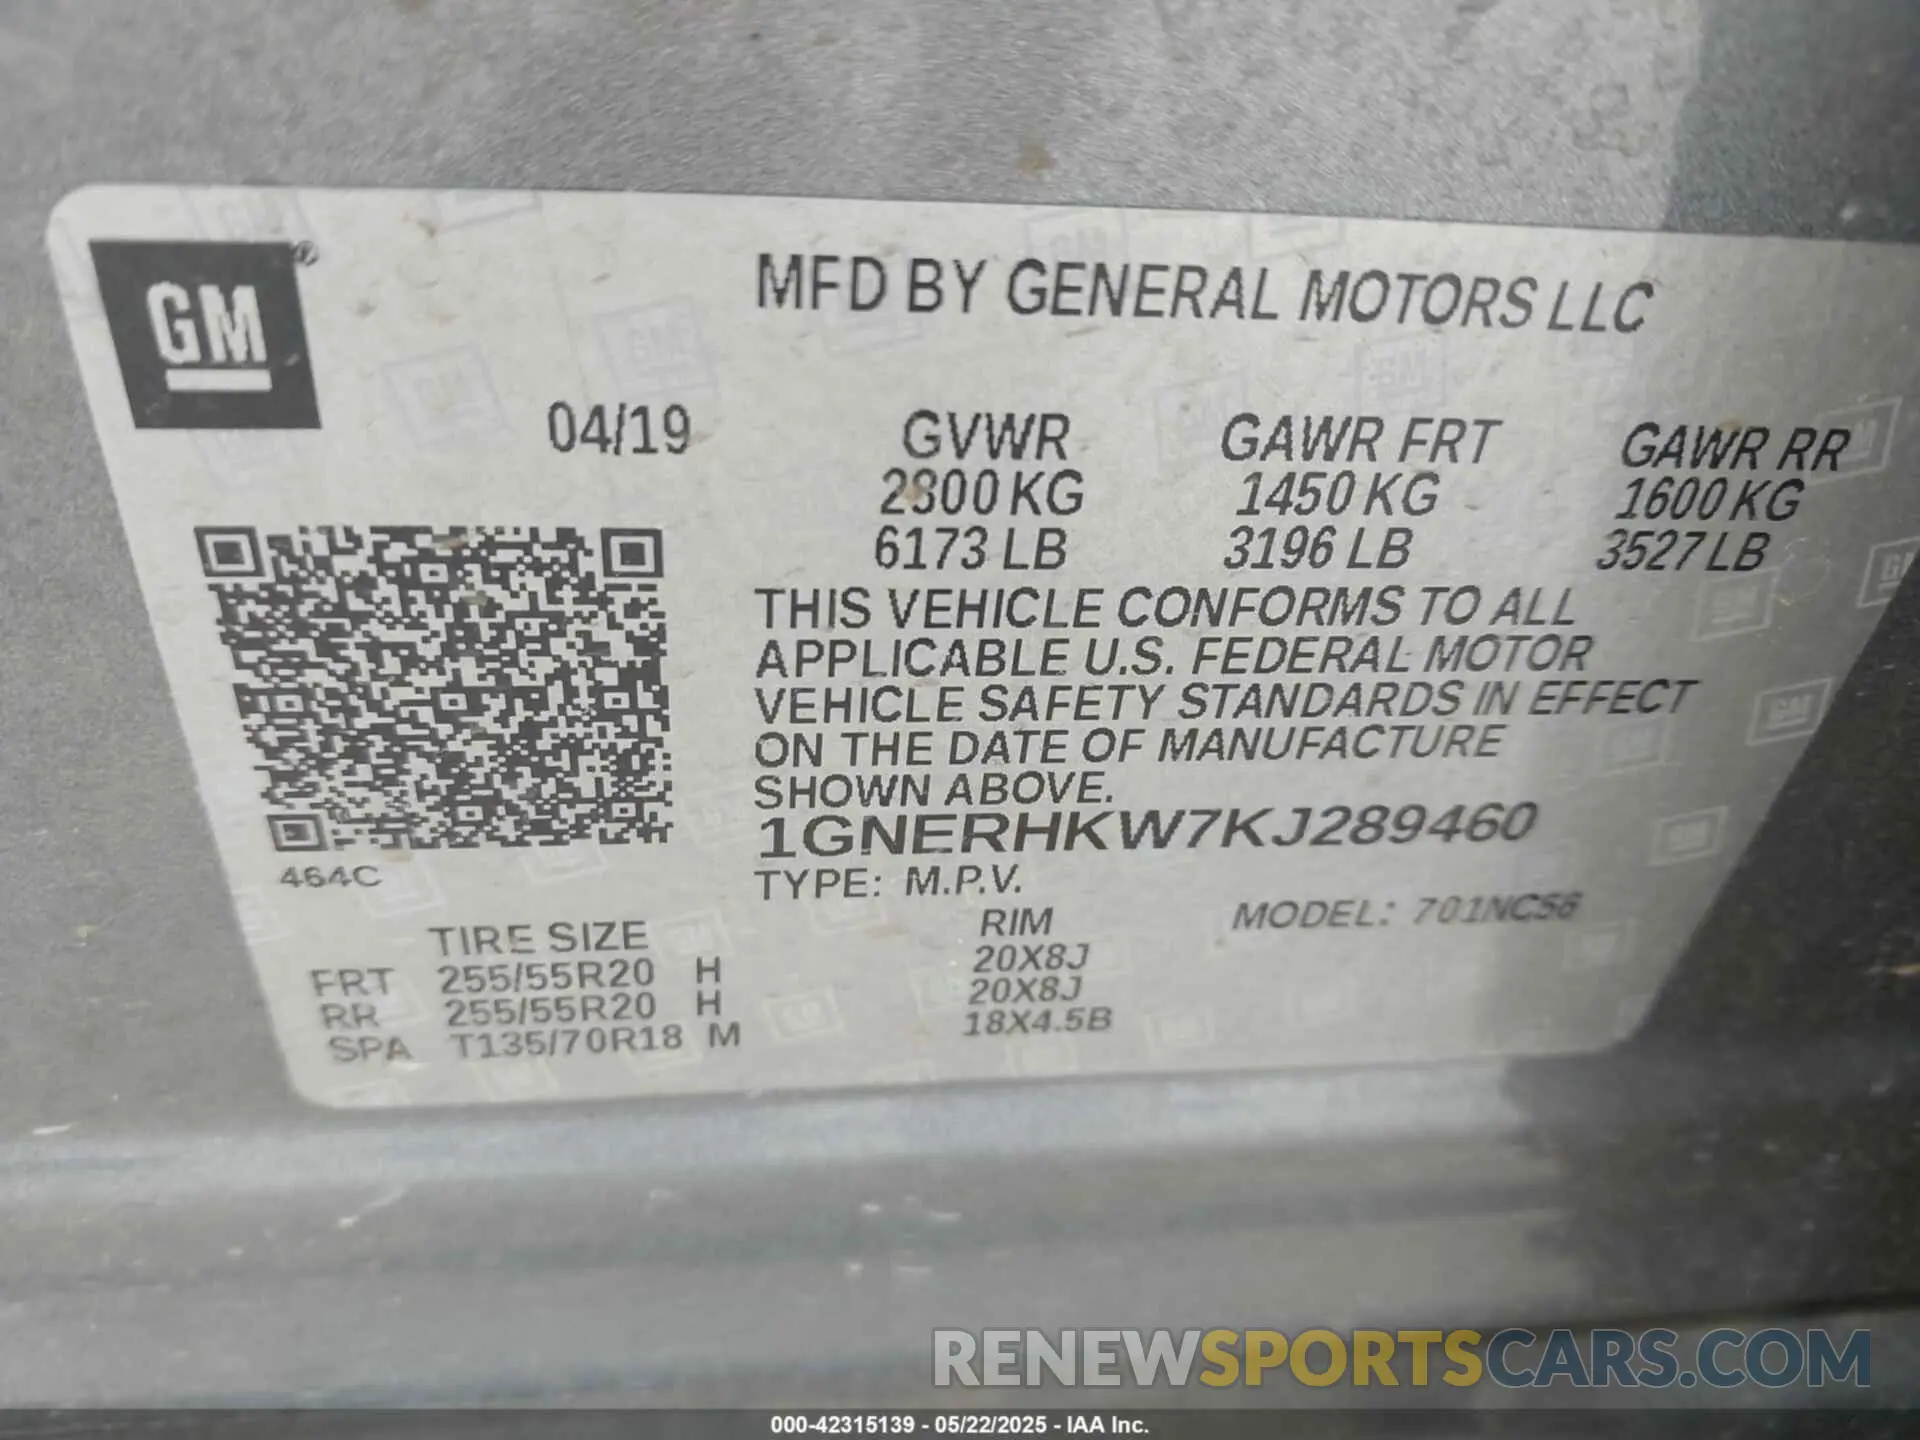 GM®
MFD BY GENERAL MOTORS LLC
04/19
GVWR GAWR FRT GAWR RR
2800 KG 1450 KG 1600 KG
6173 LB 3196 LB 3527 LB
THIS VEHICLE CONFORMS TO ALL
APPLICABLE U.S. FEDERAL MOTOR
VEHICLE SAFETY STANDARDS IN EFFECT
ON THE DATE OF MANUFACTURE
SHOWN ABOVE.
1GNERHKW7KJ289460
464C
TYPE: M.P.V.
MODEL: 701NC56
TIRE SIZE RIM
FRT 255/55R20 H 20X8J
RR 255/55R20 H 20X8J
SPA T135/70R18 M 18X4.5B
RENEWSPORTSCARS.COM
000-42315139 - 05/22/2025 - IAA Inc.